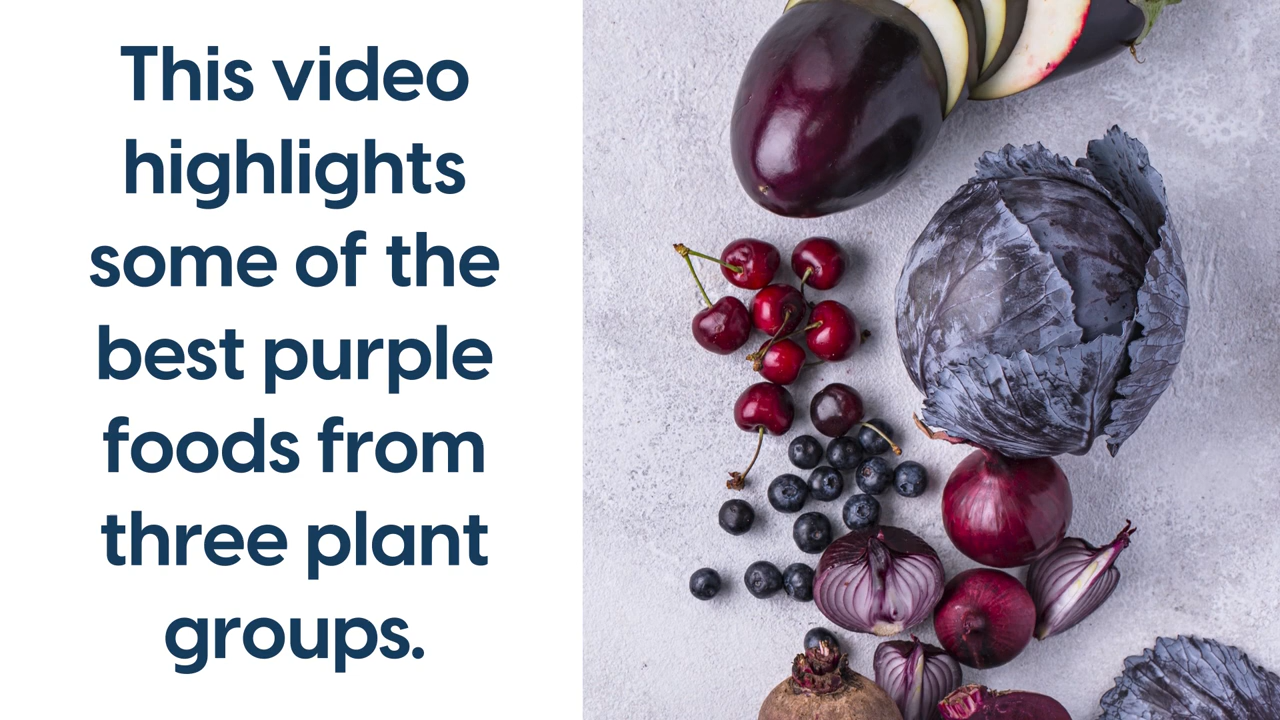 This video
highlights
some of the
best purple
foods from
three plant
groups.